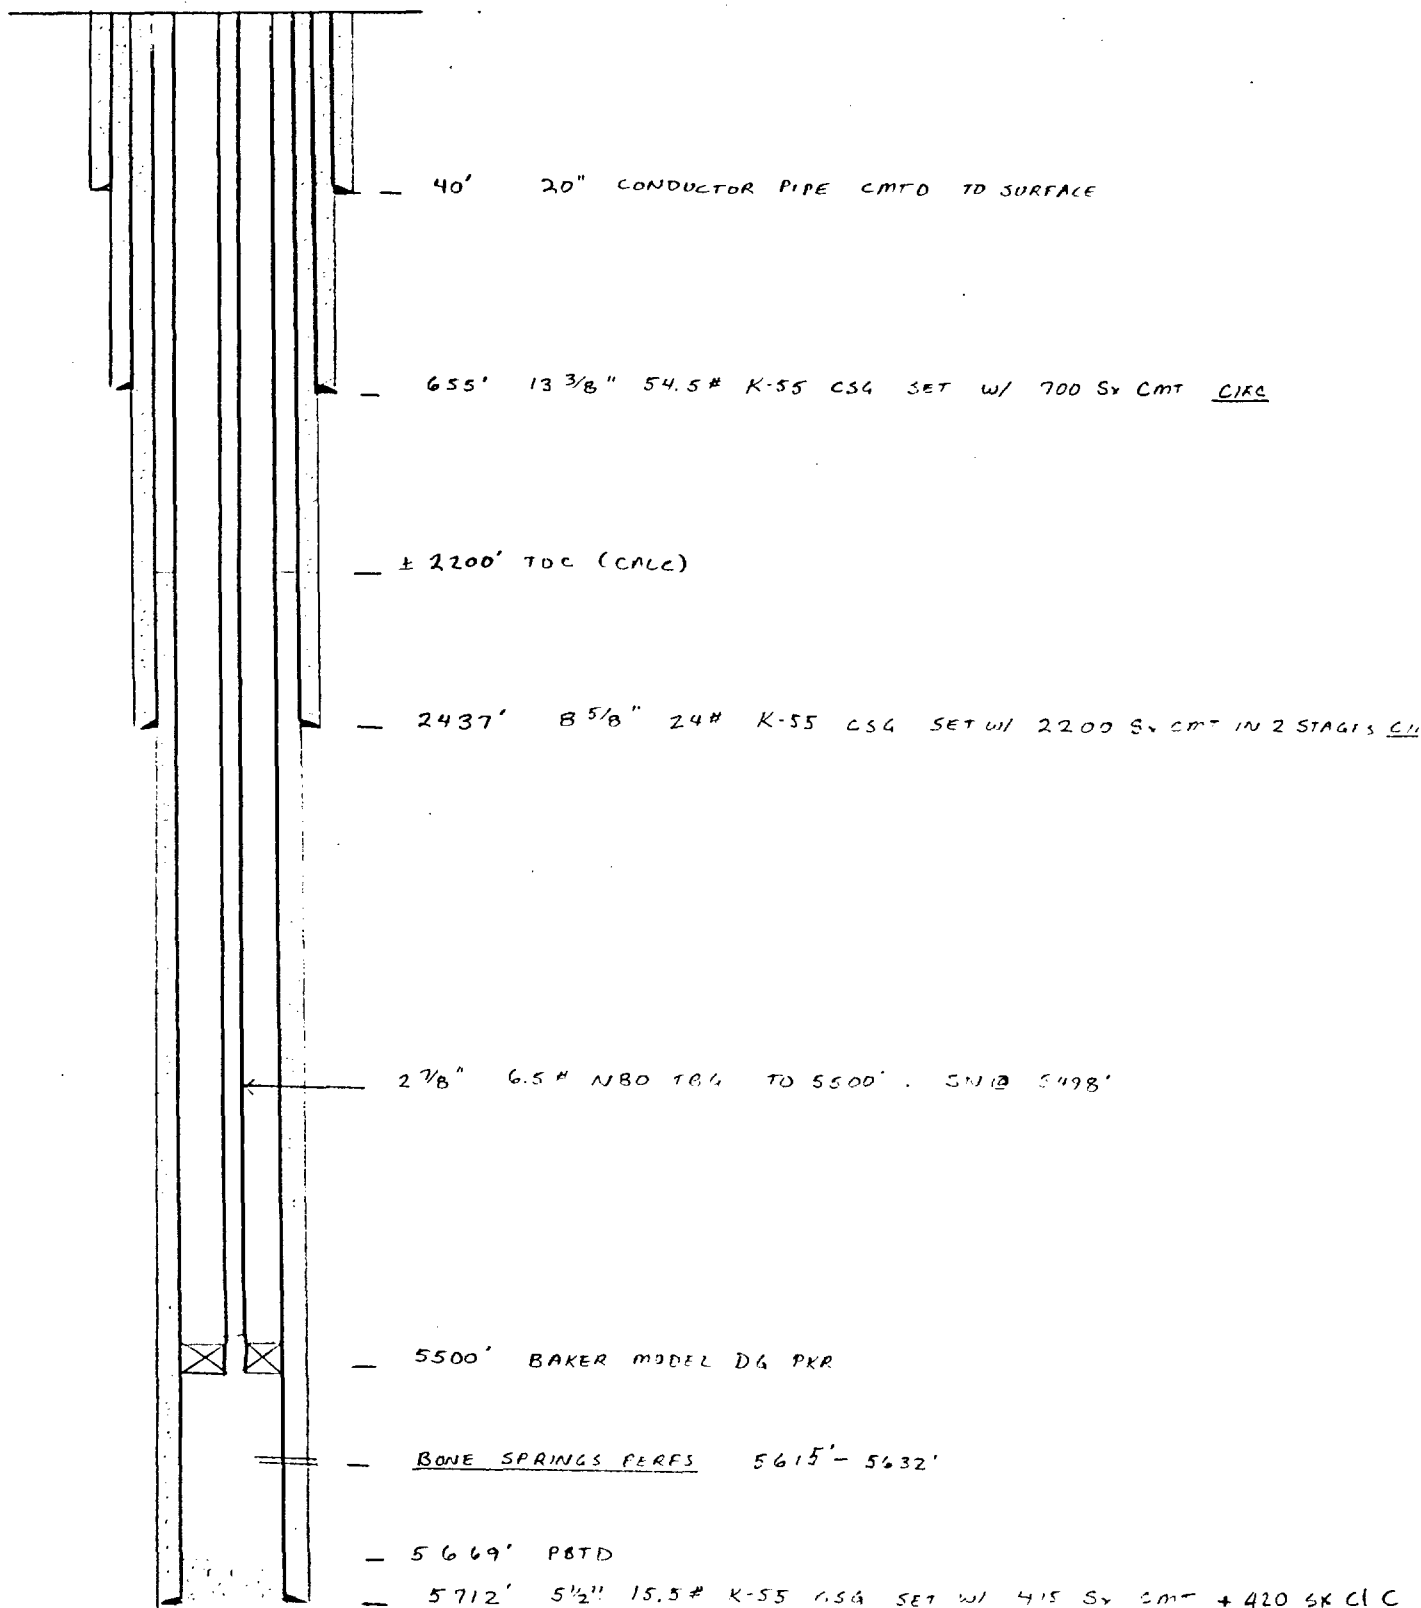 40' 20" CONDUCTOR PIPE CMTD TO SURFACE
655' 13 3/8" 54.5# K-55 CSG SET W/ 700 Sx CMT CIRC
± 2200' TOC (CALC)
2437' 8 5/8" 24# K-55 CSG SET W/ 2200 Sx CMT IN 2 STAGES
2 7/8" 6.5# N80 TBG TO 5500'. SN @ 5498'
5500' BAKER MODEL DG PKR
BONE SPRINGS PERFS 5615'- 5632'
5669' PBTD
5712' 5 1/2" 15.5# K-55 CSG SET W/ 415 Sx CMT + 420 SK Cl C